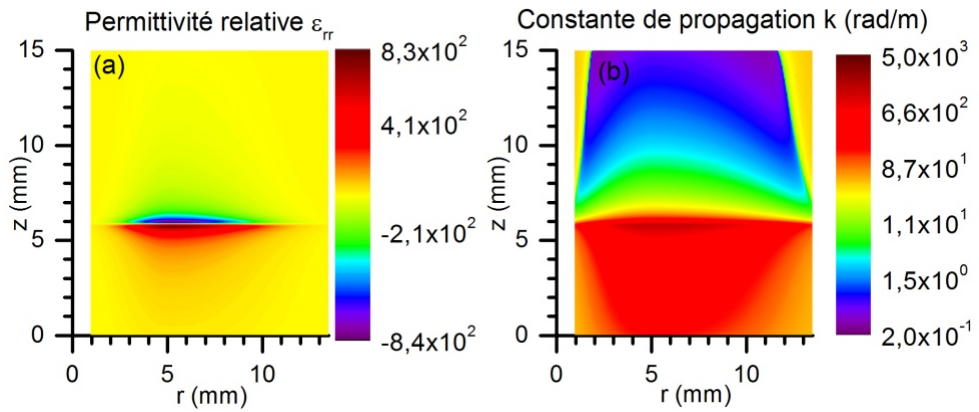 Permittivité relative εrr
Constante de propagation k (rad/m)
(a)
15
10
5
0
z (mm)
0
5
10
r (mm)
8,3x10²
4,1x10²
-2,1x10²
-8,4x10²
(b)
15
10
5
0
z (mm)
0
5
10
r (mm)
5,0x10³
6,6x10²
8,7x10¹
1,1x10¹
1,5x10⁰
2,0x10⁻¹